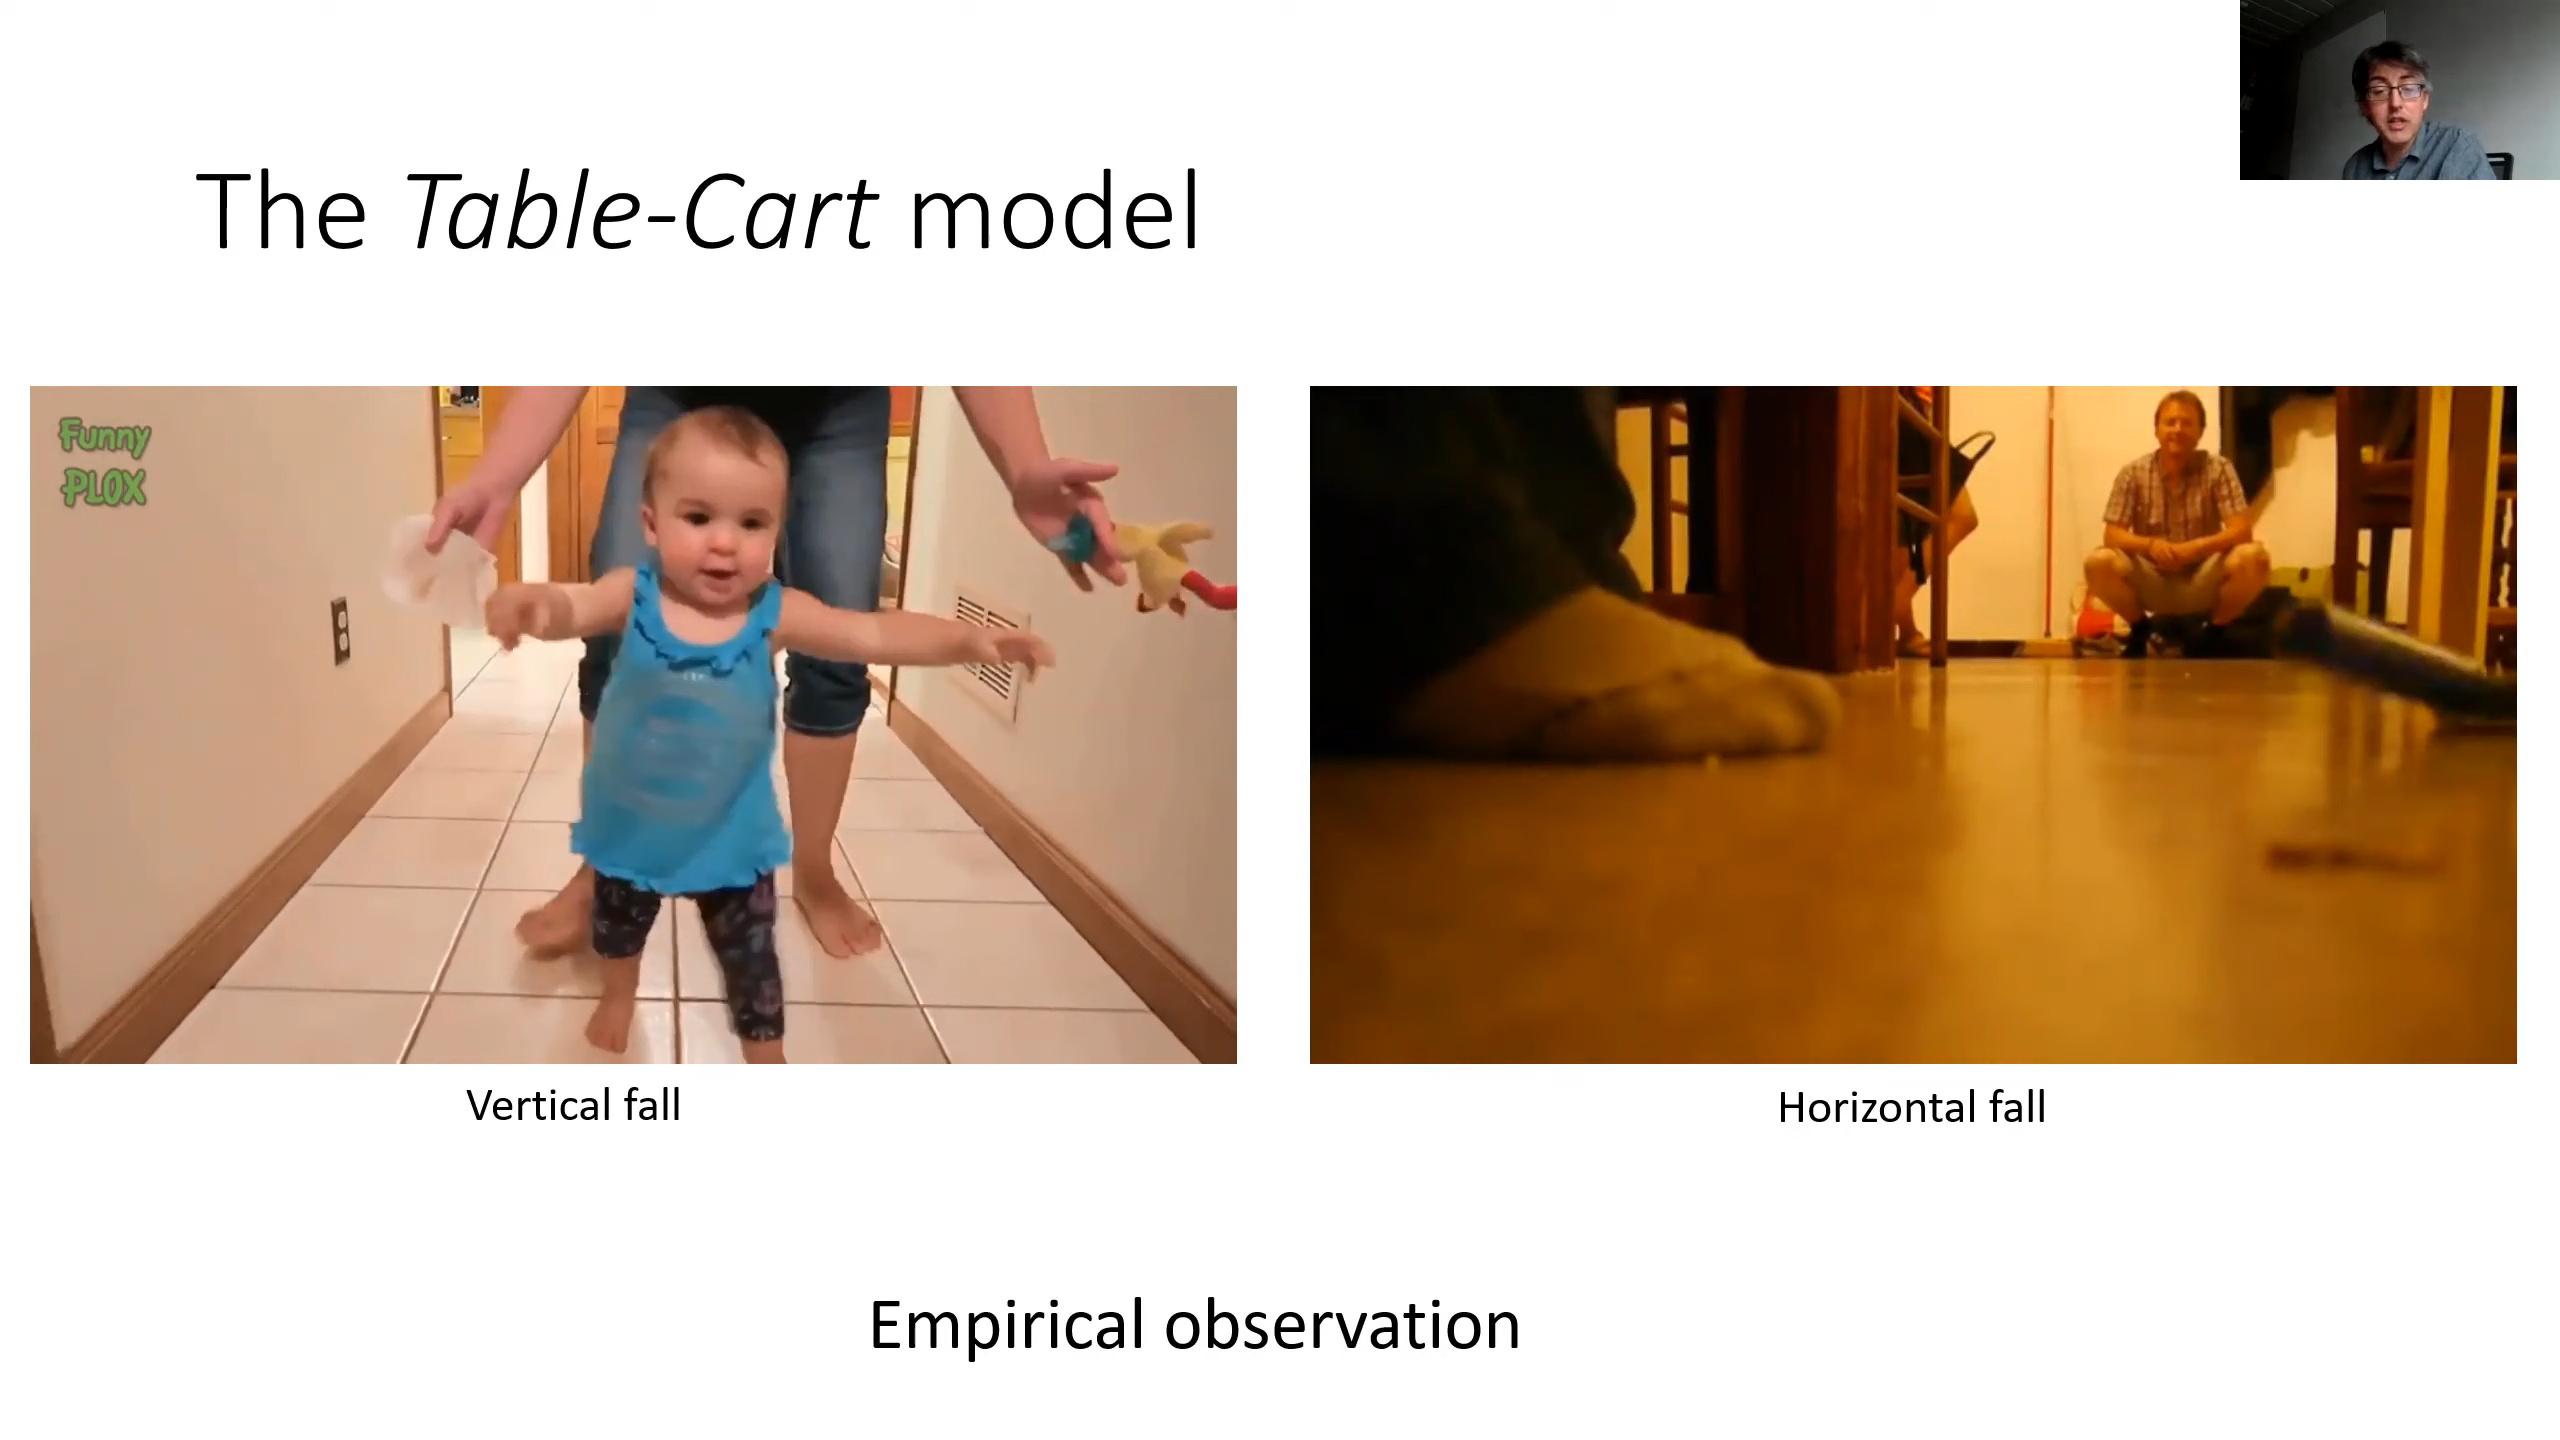 The Table-Cart model
Funny
PLOX
Vertical fall
Horizontal fall
Empirical observation